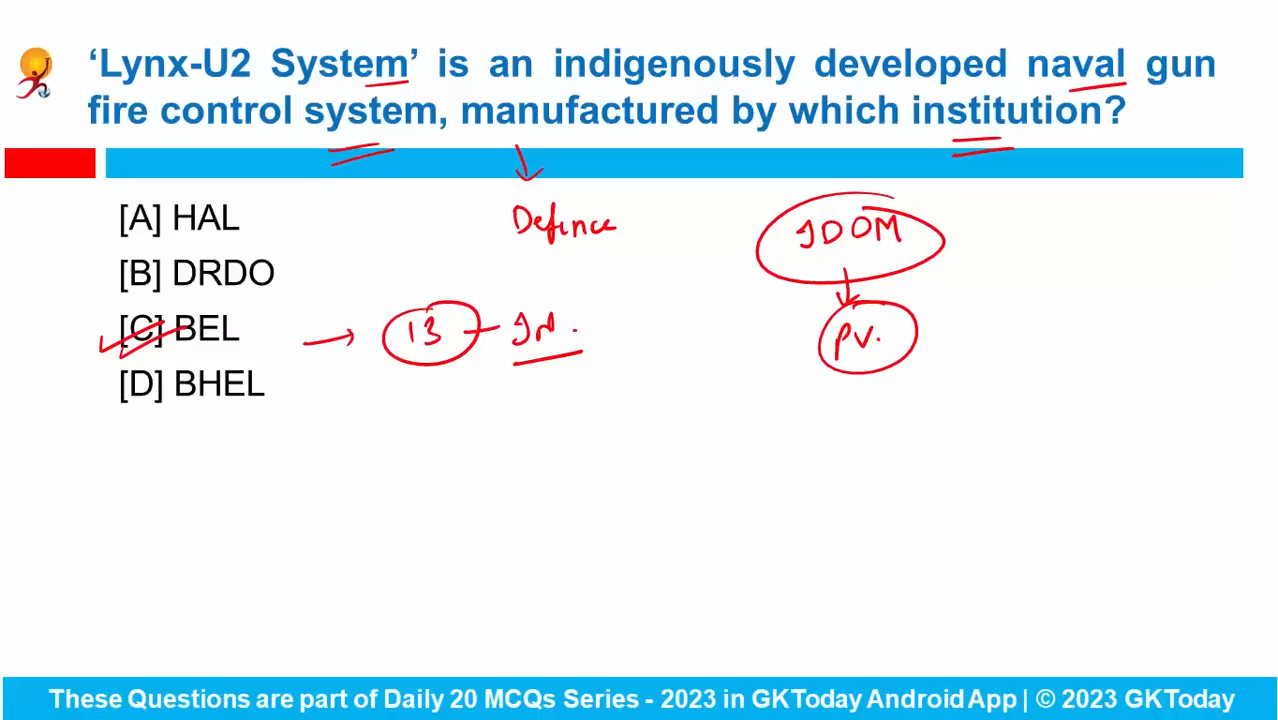 ‘Lynx-U2 System’ is an indigenously developed naval gun
fire control system, manufactured by which institution?
[A] HAL
Defince
IDOM
[B] DRDO
[C] BEL
13
PV.
[D] BHEL
These Questions are part of Daily 20 MCQs Series - 2023 in GKToday Android App | © 2023 GKToday